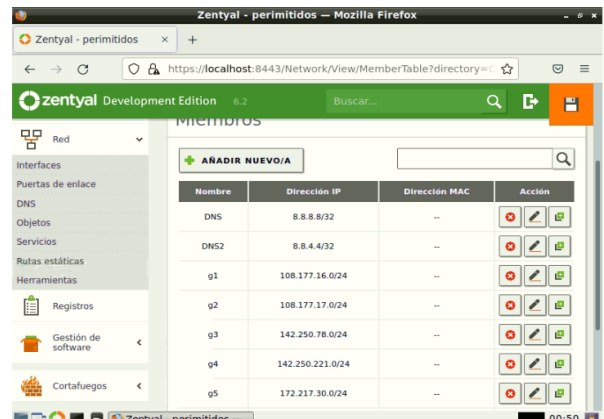 Zentyal - perimitidos — Mozilla Firefox
Zentyal - perimitidos × +
https://localhost:8443/Network/View/MemberTable?directory=
zentyal Development Edition 6.2 Buscar...
Miembros
Red
Interfaces
Puertas de enlace
DNS
Objetos
Servicios
Rutas estáticas
Herramientas
Registros
Gestión de
software
Cortafuegos
AÑADIR NUEVO/A
Nombre Dirección IP Dirección MAC Acción
DNS 8.8.8.8/32 --
DNS2 8.8.4.4/32 --
g1 108.177.16.0/24 --
g2 108.177.17.0/24 --
g3 142.250.78.0/24 --
g4 142.250.221.0/24 --
g5 172.217.30.0/24 --
Zentyal - perimitidos
00:50